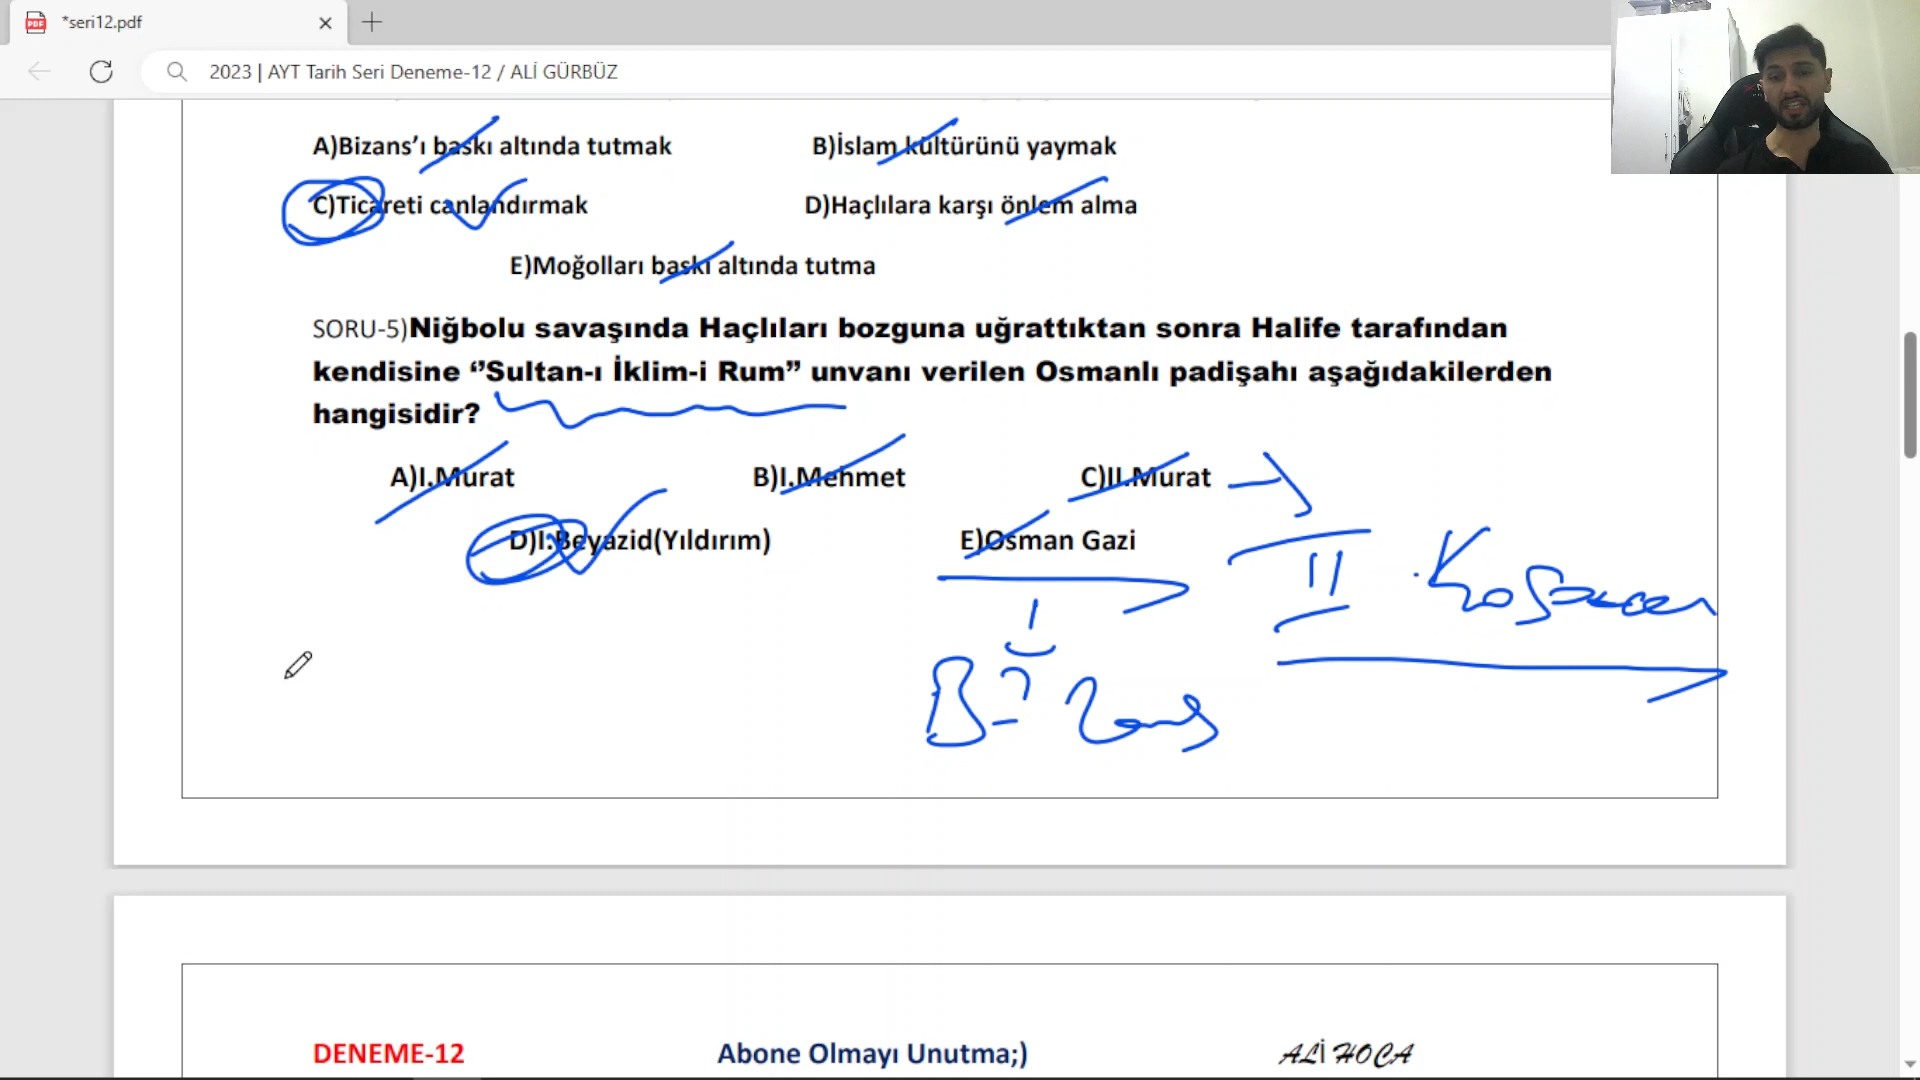 *seri12.pdf
2023 | AYT Tarih Seri Deneme-12 / ALİ GÜRBÜZ
A)Bizans’ı baskı altında tutmak B)İslam kültürünü yaymak
C)Ticareti canlandırmak D)Haçlılara karşı önlem alma
E)Moğolları baskı altında tutma
SORU-5)Niğbolu savaşında Haçlıları bozguna uğrattıktan sonra Halife tarafından
kendisine ‘’Sultan-ı İklim-i Rum” unvanı verilen Osmanlı padişahı aşağıdakilerden
hangisidir?
A)I.Murat B)I.Mehmet C)II.Murat
D)I.Beyazid(Yıldırım) E)Osman Gazi
II
DENEME-12 Abone Olmayı Unutma;) ALİ HOCA